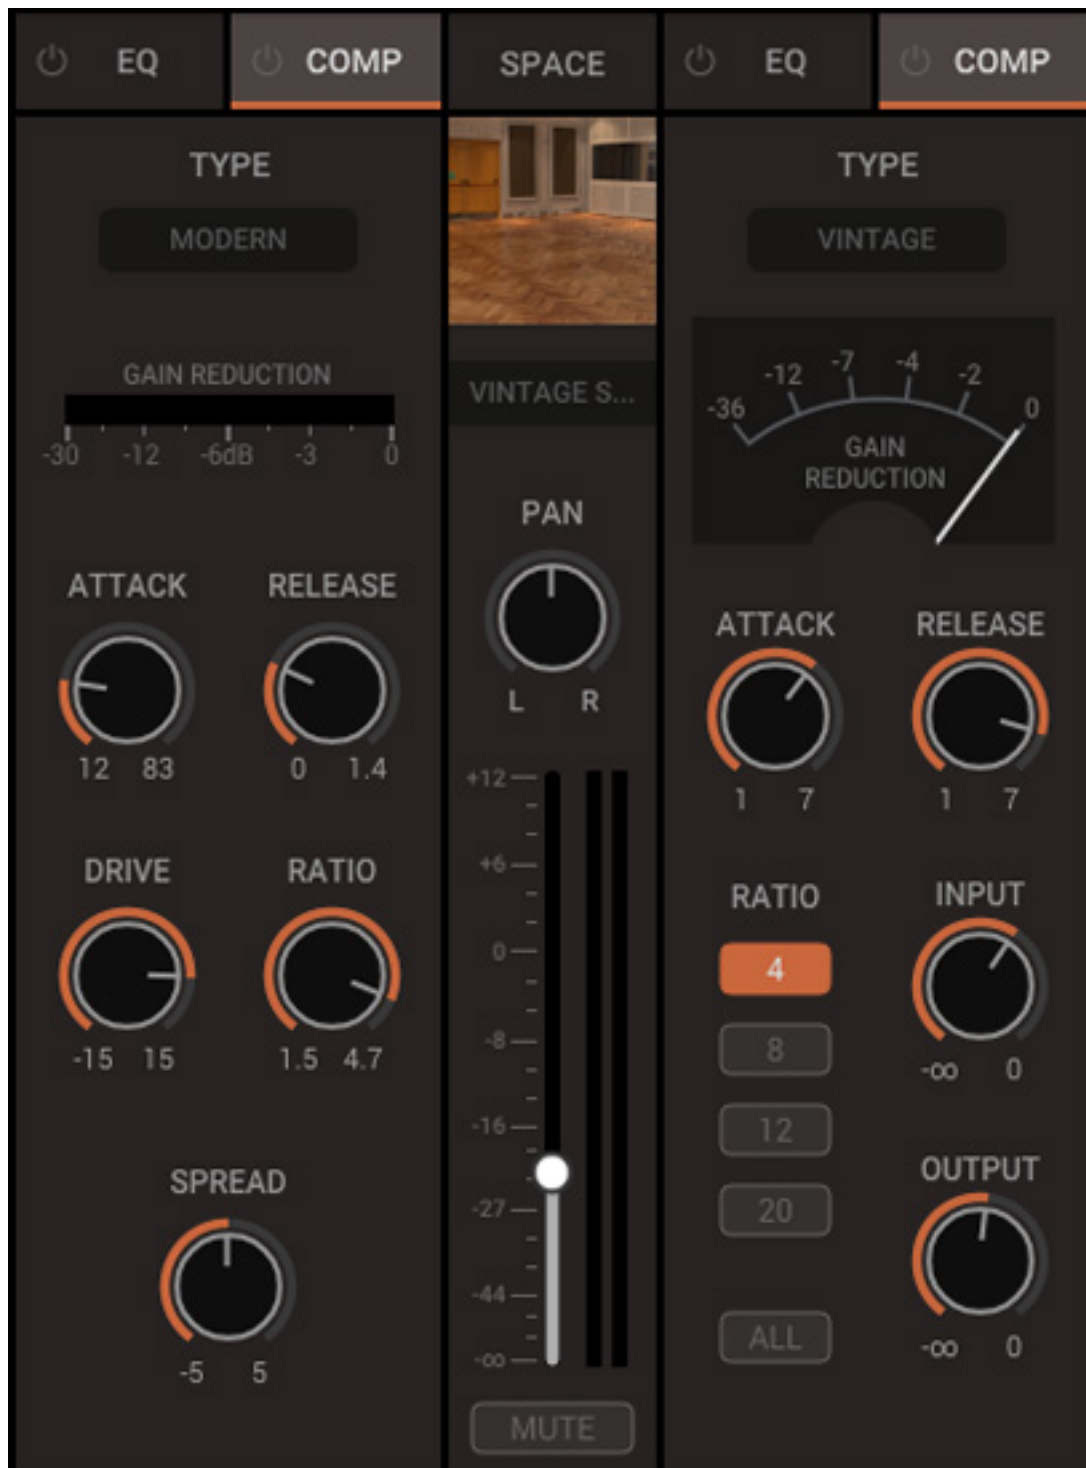 EQ
COMP
TYPE
MODERN
GAIN REDUCTION
-30 -12 -6dB -3 0
ATTACK RELEASE
12 83 0 1.4
DRIVE RATIO
-15 15 1.5 4.7
SPREAD
-5 5
SPACE
VINTAGE S...
PAN
L R
+12
+6
0
-8
-16
-27
-44
-∞
MUTE
EQ
COMP
TYPE
VINTAGE
-36 -12 -7 -4 -2 0
GAIN
REDUCTION
ATTACK RELEASE
1 7 1 7
RATIO
4
8
12
20
ALL
INPUT
-∞ 0
OUTPUT
-∞ 0